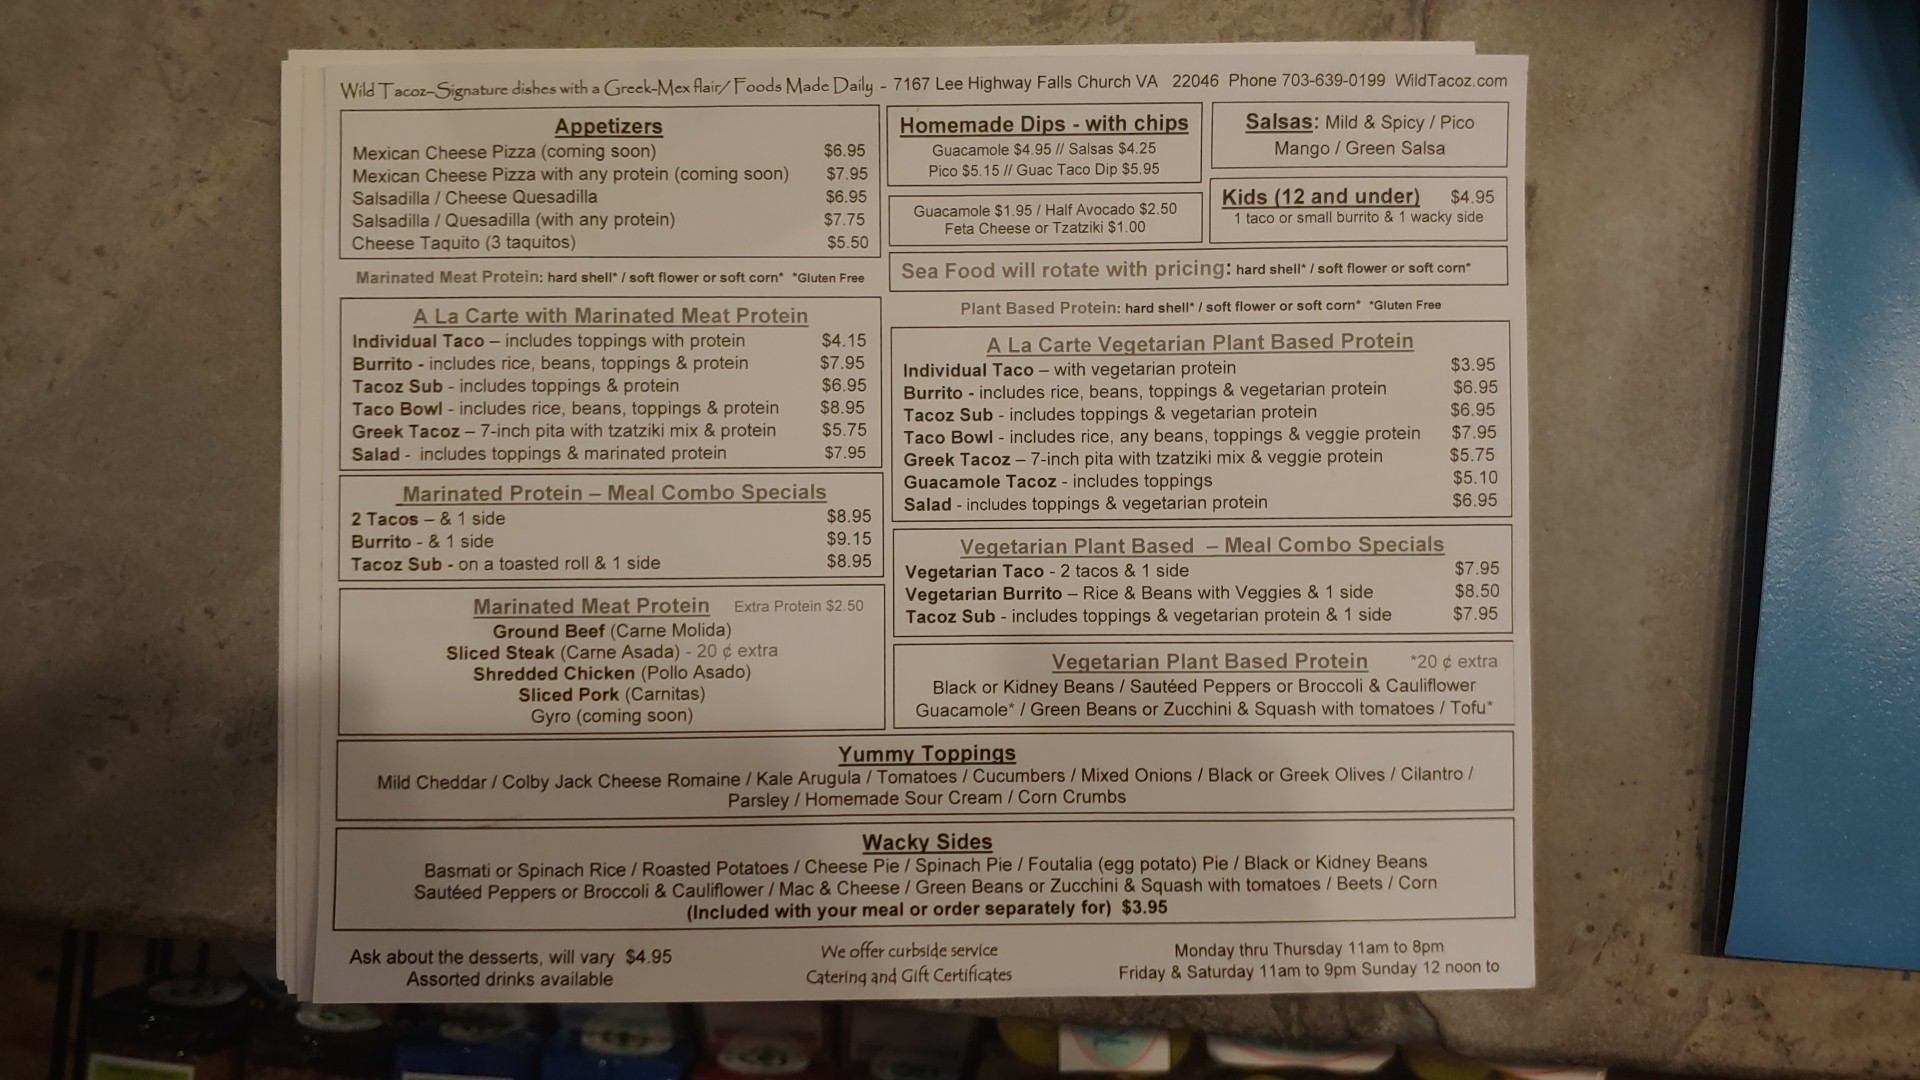 Wild Tacoz–Signature dishes with a Greek-Mex flair/ Foods Made Daily - 7167 Lee Highway Falls Church VA 22046 Phone 703-639-0199 WildTacoz.com
Appetizers
Mexican Cheese Pizza (coming soon) $6.95
Mexican Cheese Pizza with any protein (coming soon) $7.95
Salsadilla / Cheese Quesadilla $6.95
Salsadilla / Quesadilla (with any protein) $7.75
Cheese Taquito (3 taquitos) $5.50
Marinated Meat Protein: hard shell* / soft flower or soft corn* *Gluten Free
A La Carte with Marinated Meat Protein
Individual Taco – includes toppings with protein $4.15
Burrito - includes rice, beans, toppings & protein $7.95
Tacoz Sub - includes toppings & protein $6.95
Taco Bowl - includes rice, beans, toppings & protein $8.95
Greek Tacoz – 7-inch pita with tzatziki mix & protein $5.75
Salad - includes toppings & marinated protein $7.95
Marinated Protein – Meal Combo Specials
2 Tacos – & 1 side $8.95
Burrito - & 1 side $9.15
Tacoz Sub - on a toasted roll & 1 side $8.95
Marinated Meat Protein Extra Protein $2.50
Ground Beef (Carne Molida)
Sliced Steak (Carne Asada) - 20 ¢ extra
Shredded Chicken (Pollo Asado)
Sliced Pork (Carnitas)
Gyro (coming soon)
Homemade Dips - with chips
Guacamole $4.95 // Salsas $4.25
Pico $5.15 // Guac Taco Dip $5.95
Guacamole $1.95 / Half Avocado $2.50
Feta Cheese or Tzatziki $1.00
Salsas: Mild & Spicy / Pico
Mango / Green Salsa
Kids (12 and under) $4.95
1 taco or small burrito & 1 wacky side
Sea Food will rotate with pricing: hard shell* / soft flower or soft corn*
Plant Based Protein: hard shell* / soft flower or soft corn* *Gluten Free
A La Carte Vegetarian Plant Based Protein
Individual Taco – with vegetarian protein $3.95
Burrito - includes rice, beans, toppings & vegetarian protein $6.95
Tacoz Sub - includes toppings & vegetarian protein $6.95
Taco Bowl - includes rice, any beans, toppings & veggie protein $7.95
Greek Tacoz – 7-inch pita with tzatziki mix & veggie protein $5.75
Guacamole Tacoz - includes toppings $5.10
Salad - includes toppings & vegetarian protein $6.95
Vegetarian Plant Based – Meal Combo Specials
Vegetarian Taco - 2 tacos & 1 side $7.95
Vegetarian Burrito – Rice & Beans with Veggies & 1 side $8.50
Tacoz Sub - includes toppings & vegetarian protein & 1 side $7.95
Vegetarian Plant Based Protein *20 ¢ extra
Black or Kidney Beans / Sautéed Peppers or Broccoli & Cauliflower
Guacamole* / Green Beans or Zucchini & Squash with tomatoes / Tofu*
Yummy Toppings
Mild Cheddar / Colby Jack Cheese Romaine / Kale Arugula / Tomatoes / Cucumbers / Mixed Onions / Black or Greek Olives / Cilantro /
Parsley / Homemade Sour Cream / Corn Crumbs
Wacky Sides
Basmati or Spinach Rice / Roasted Potatoes / Cheese Pie / Spinach Pie / Foutalia (egg potato) Pie / Black or Kidney Beans
Sautéed Peppers or Broccoli & Cauliflower / Mac & Cheese / Green Beans or Zucchini & Squash with tomatoes / Beets / Corn
(Included with your meal or order separately for) $3.95
Ask about the desserts, will vary $4.95
Assorted drinks available
We offer curbside service
Catering and Gift Certificates
Monday thru Thursday 11am to 8pm
Friday & Saturday 11am to 9pm Sunday 12 noon to